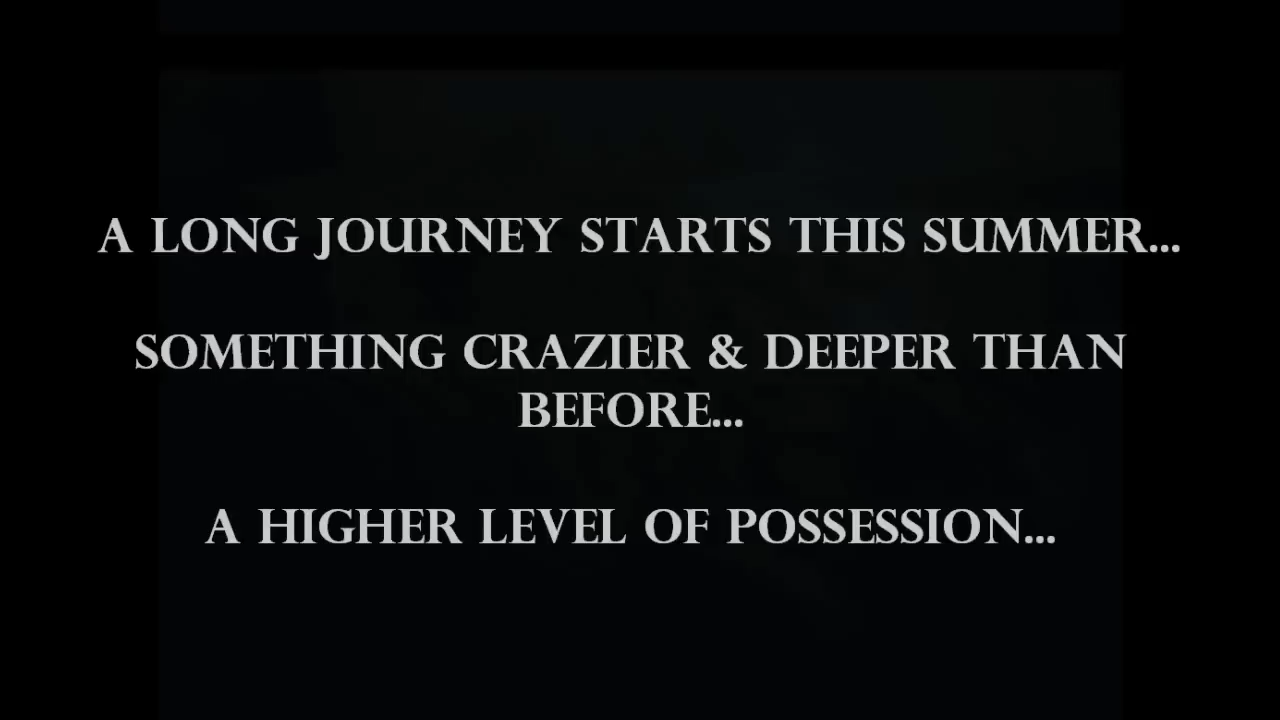 A LONG JOURNEY STARTS THIS SUMMER...
SOMETHING CRAZIER & DEEPER THAN
BEFORE...
A HIGHER LEVEL OF POSSESSION...